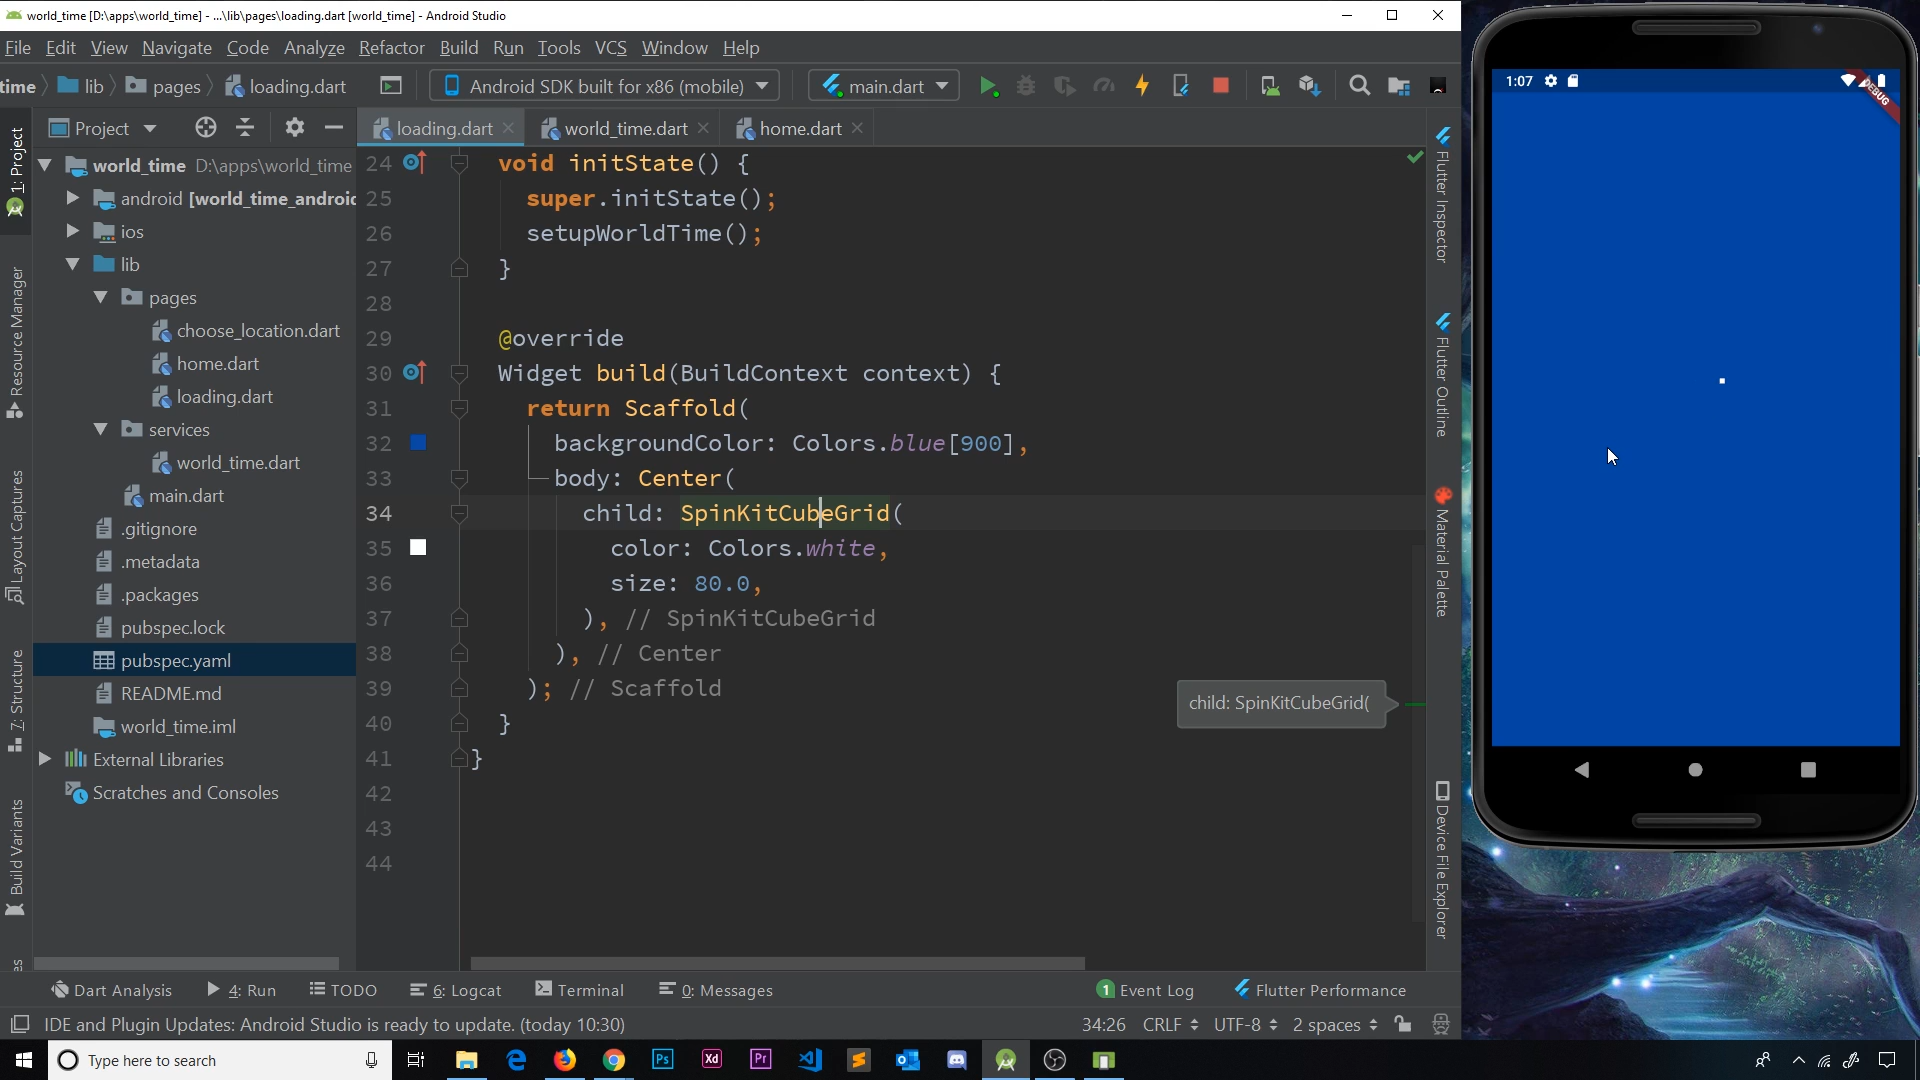 world_time [D:\apps\world_time] - ...\lib\pages\loading.dart [world_time] - Android Studio
File Edit View Navigate Code Analyze Refactor Build Run Tools VCS Window Help
time lib pages loading.dart Android SDK built for x86 (mobile) main.dart
Project loading.dart world_time.dart home.dart
world_time D:\apps\world_time
android [world_time_android
ios
lib
pages
choose_location.dart
home.dart
loading.dart
services
world_time.dart
main.dart
.gitignore
.metadata
.packages
pubspec.lock
pubspec.yaml
README.md
world_time.iml
External Libraries
Scratches and Consoles
1: Project
Resource Manager
Layout Captures
Z: Structure
Build Variants
24 void initState() {
25 super.initState();
26 setupWorldTime();
27 }
28
29 @override
30 Widget build(BuildContext context) {
31 return Scaffold(
32 backgroundColor: Colors.blue[900],
33 body: Center(
34 child: SpinKitCubeGrid(
35 color: Colors.white,
36 size: 80.0,
37 ), // SpinKitCubeGrid
38 ), // Center
39 ); // Scaffold
40 }
41 }
42
43
44
child: SpinKitCubeGrid(
Flutter Inspector
Flutter Outline
Material Palette
Device File Explorer
1:07
DEBUG
Dart Analysis 4: Run TODO 6: Logcat Terminal 0: Messages 1 Event Log Flutter Performance
IDE and Plugin Updates: Android Studio is ready to update. (today 10:30) 34:26 CRLF UTF-8 2 spaces
Type here to search
Ps Xd Pr